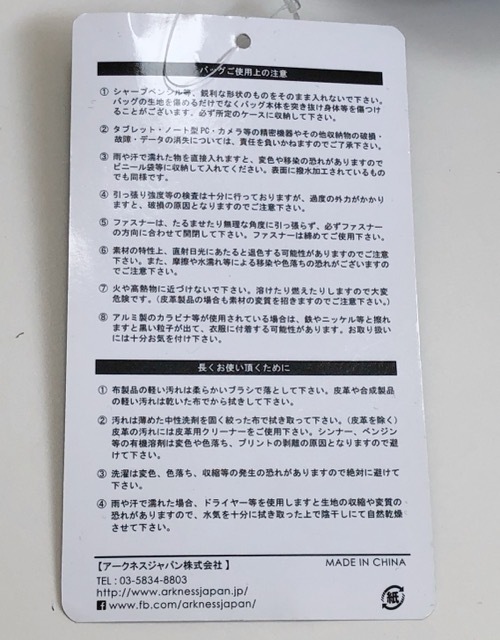 バッグご使用上の注意
① シャープペンシル等、鋭利な形状のものをそのまま入れないで下さい。
バッグの生地を傷めるだけでなくバッグ本体を突き抜け身体等を傷つけ
ることがございます。必ず所定のケースに収納して下さい。
② タブレット・ノート型PC・カメラ等の精密機器やその他収納物の破損・
故障・データの消失については、責任を負いかねますのでご了承下さい。
③ 雨や汗で濡れた物を直接入れますと、変色や移染の恐れがありますので
ビニール袋等に収納して入れてください。表面に撥水加工されているもの
でも同様です。
④ 引っ張り強度等の検査は十分に行っておりますが、過度の外力がかかり
ますと、破損の原因となりますのでご注意下さい。
⑤ ファスナーは、たるませたり無理な角度に引っ張らず、必ずファスナー
の方向に合わせて開閉して下さい。ファスナーは締めてご使用下さい。
⑥ 素材の特性上、直射日光にあたると退色する可能性がありますのでご注意
下さい。また、摩擦や水濡れ等による移染や色落ちの恐れがございますの
でご注意下さい。
⑦ 火や高熱物に近づけないで下さい。溶けたり燃えたりしますので大変
危険です。(皮革製品の場合も素材の変質を招きますのでご注意下さい。)
⑧ アルミ製のカラビナ等が使用されている場合は、鉄やニッケル等と擦れ
ますと黒い粒子が出て、衣服に付着する可能性があります。お取り扱い
には十分お気を付け下さい。
長くお使い頂くために
① 布製品の軽い汚れは柔らかいブラシで落として下さい。皮革や合成製品
の軽い汚れは乾いた布でから拭きして下さい。
② 汚れは薄めた中性洗剤を固く絞った布で拭き取って下さい。(皮革を除く)
皮革の汚れには皮革用クリーナーをご使用下さい。シンナー、ベンジン
等の有機溶剤は変色や色落ち、プリントの剥離の原因となりますので避
けて下さい。
③ 洗濯は変色、色落ち、収縮等の発生の恐れがありますので絶対に避けて
下さい。
④ 雨や汗で濡れた場合、ドライヤー等を使用しますと生地の収縮や変質の
恐れがありますので、水気を十分に拭き取った上で陰干しにて自然乾燥
させて下さい。
【アークネスジャパン株式会社】
MADE IN CHINA
TEL : 03-5834-8803
http://www.arknessjapan.jp/
f www.fb.com/arknessjapan/
紙